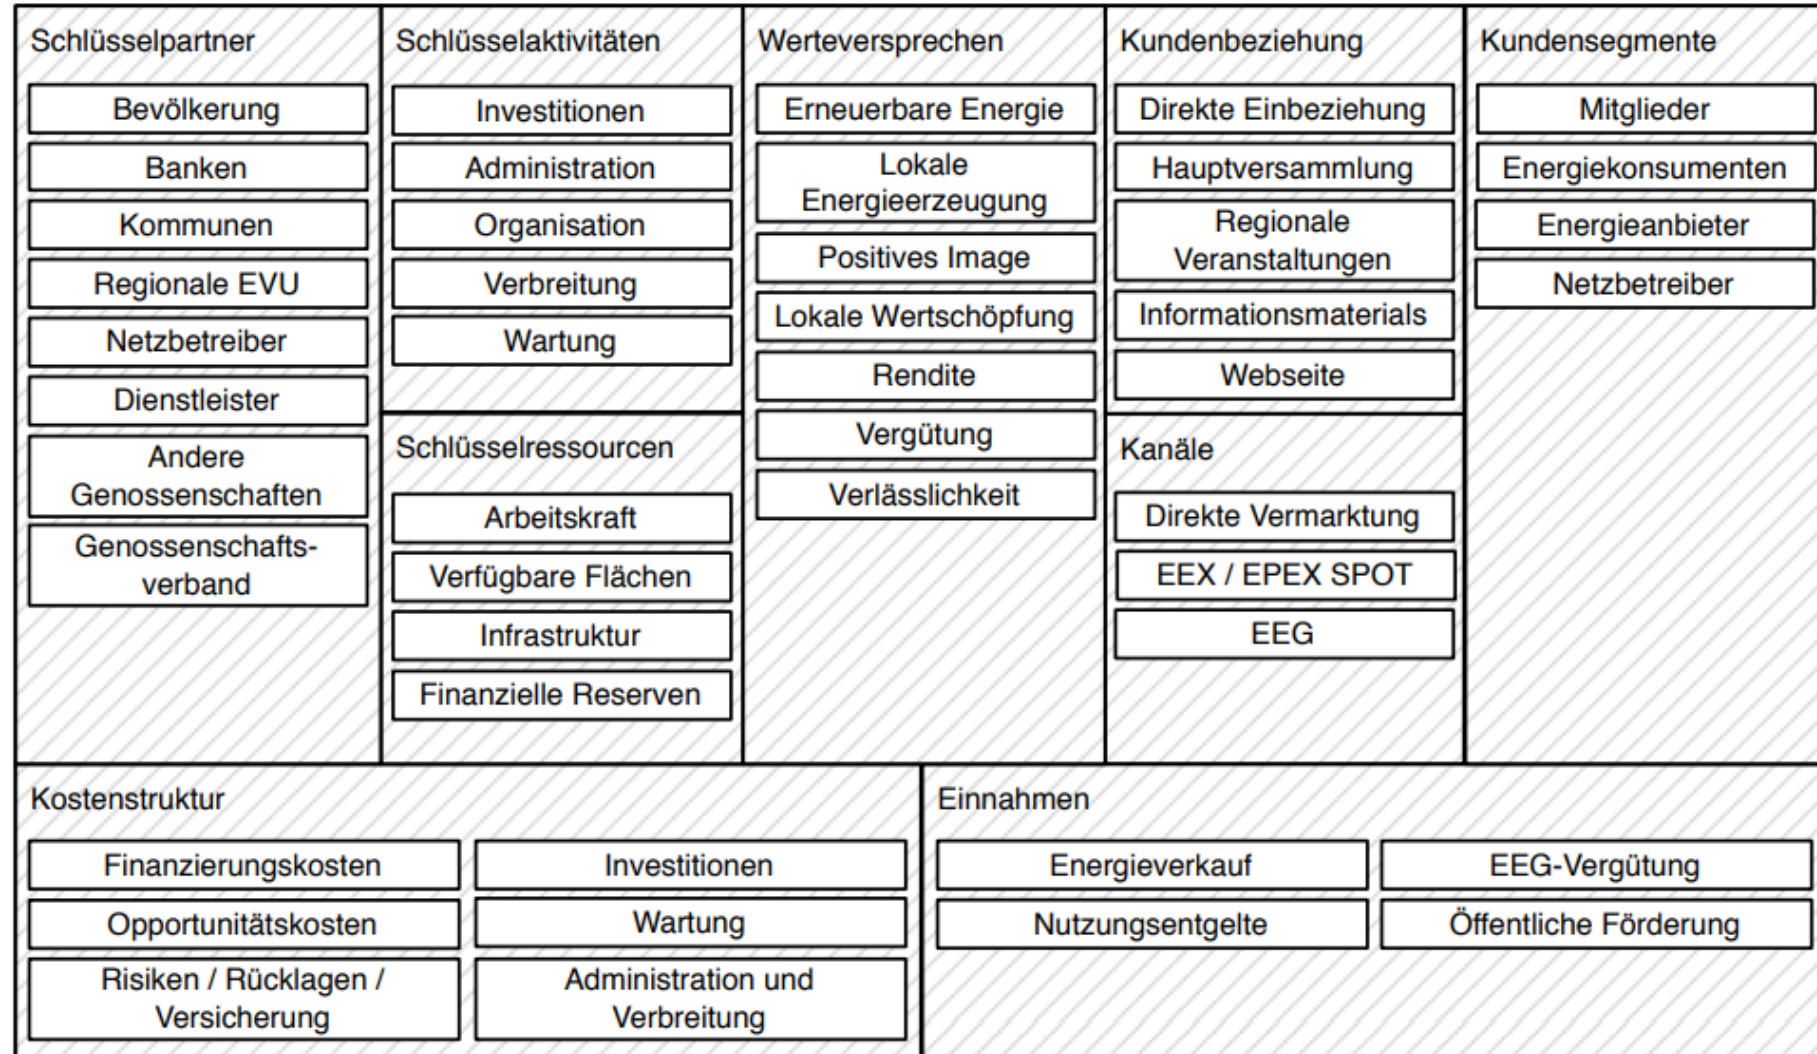 Schlüsselpartner
Bevölkerung
Banken
Kommunen
Regionale EVU
Netzbetreiber
Dienstleister
Andere
Genossenschaften
Genossenschafts-
verband
Schlüsselaktivitäten
Investitionen
Administration
Organisation
Verbreitung
Wartung
Schlüsselressourcen
Arbeitskraft
Verfügbare Flächen
Infrastruktur
Finanzielle Reserven
Werteversprechen
Erneuerbare Energie
Lokale
Energieerzeugung
Positives Image
Lokale Wertschöpfung
Rendite
Vergütung
Verlässlichkeit
Kundenbeziehung
Direkte Einbeziehung
Hauptversammlung
Regionale
Veranstaltungen
Informationsmaterials
Webseite
Kanäle
Direkte Vermarktung
EEX / EPEX SPOT
EEG
Kundensegmente
Mitglieder
Energiekonsumenten
Energieanbieter
Netzbetreiber
Kostenstruktur
Finanzierungskosten
Investitionen
Opportunitätskosten
Wartung
Risiken / Rücklagen /
Versicherung
Administration und
Verbreitung
Einnahmen
Energieverkauf
EEG-Vergütung
Nutzungsentgelte
Öffentliche Förderung